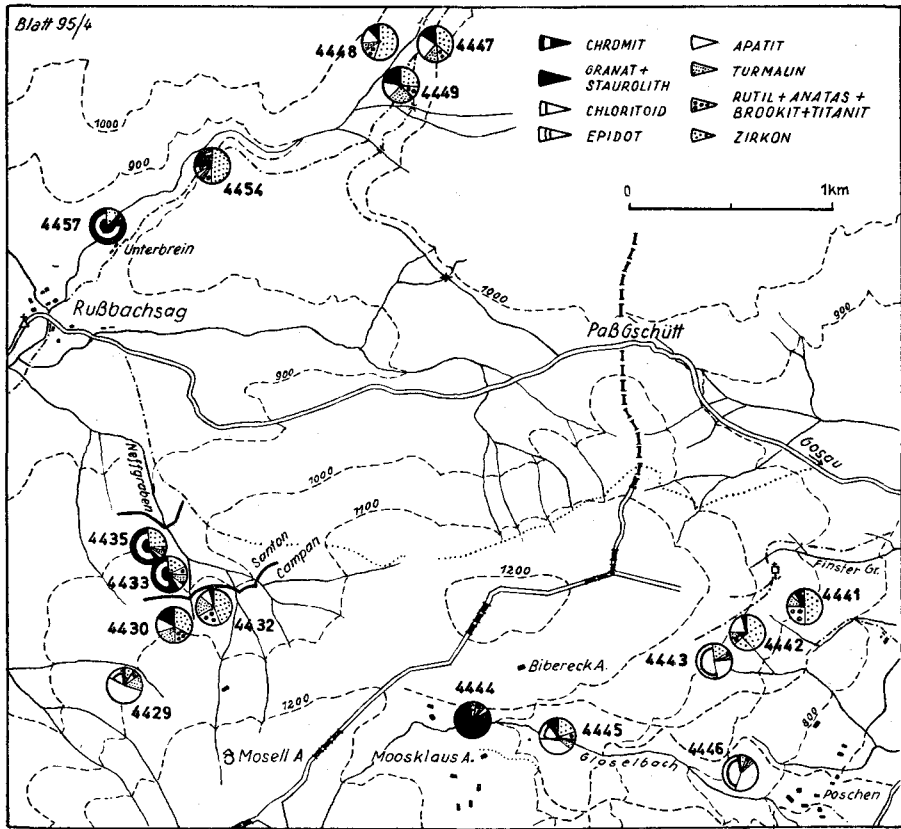 Blatt 95/4
4448
4447
4449
CHROMIT
GRANAT +
STAUROLITH
CHLORITOID
EPIDOT
APATIT
TURMALIN
RUTIL + ANATAS +
BROOKIT + TITANIT
ZIRKON
0 1km
1000
900
4454
4457
Unterbrein
Rußbachsag
1000
Paß Gschütt
900
900
Gosau
Neffgraben
1000
1100
4435
Santon
Campan
4433
1200
Finster Gr.
4441
4430
4432
4442
4443
Bibereck A.
4429
1200
4444
4445
800
Mosell A
Moosklaus A.
Gloselbach
4446
Poschen